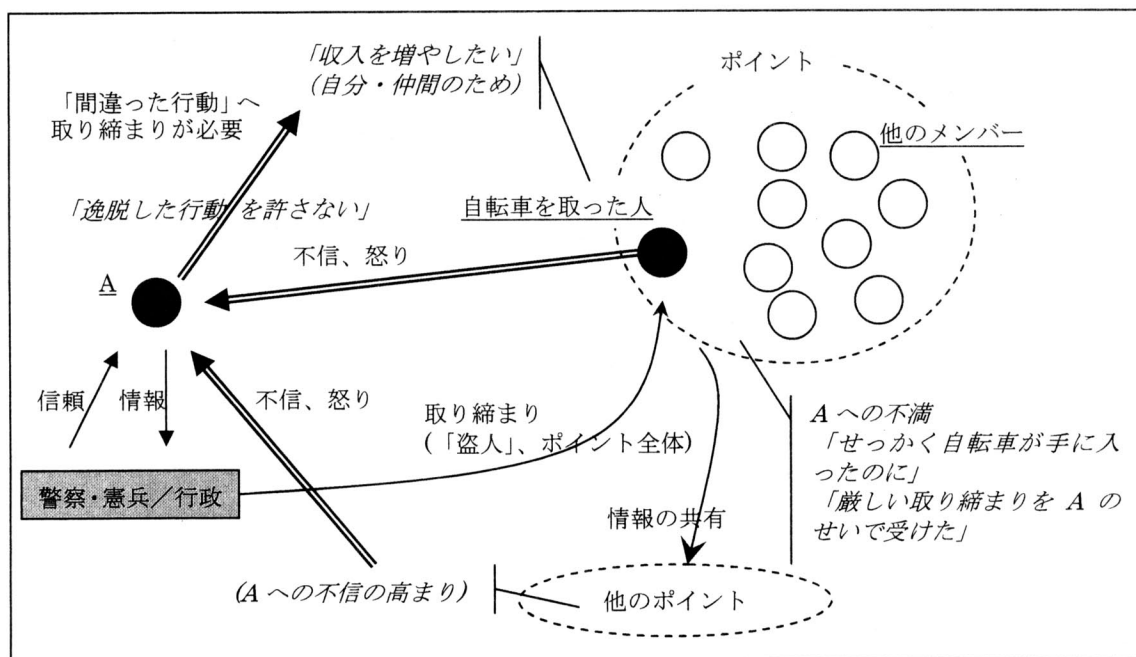 「収入を増やしたい」
(自分・仲間のため)
ポイント
「間違った行動」へ
取り締まりが必要
他のメンバー
「逸脱した行動」を許さない」
自転車を取った人
不信、怒り
A
信頼
情報
不信、怒り
取り締まり
(「盗人」、ポイント全体)
A への不満
「せっかく自転車が手に入
ったのに」
「厳しい取り締まりを A の
せいで受けた」
警察・憲兵／行政
情報の共有
(A への不信の高まり)
他のポイント